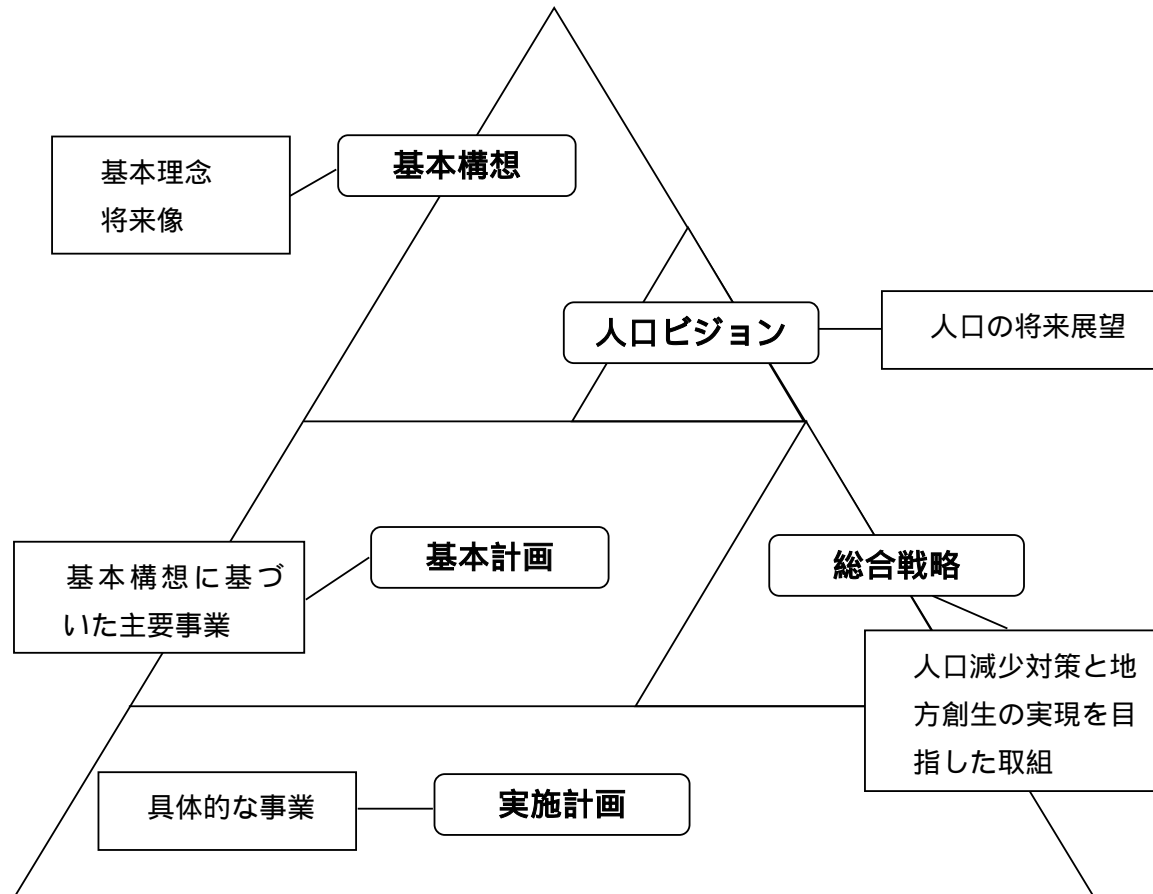 基本構想
基本理念
将来像
人口ビジョン
人口の将来展望
基本計画
基本構想に基づ
いた主要事業
総合戦略
人口減少対策と地
方創生の実現を目
指した取組
実施計画
具体的な事業